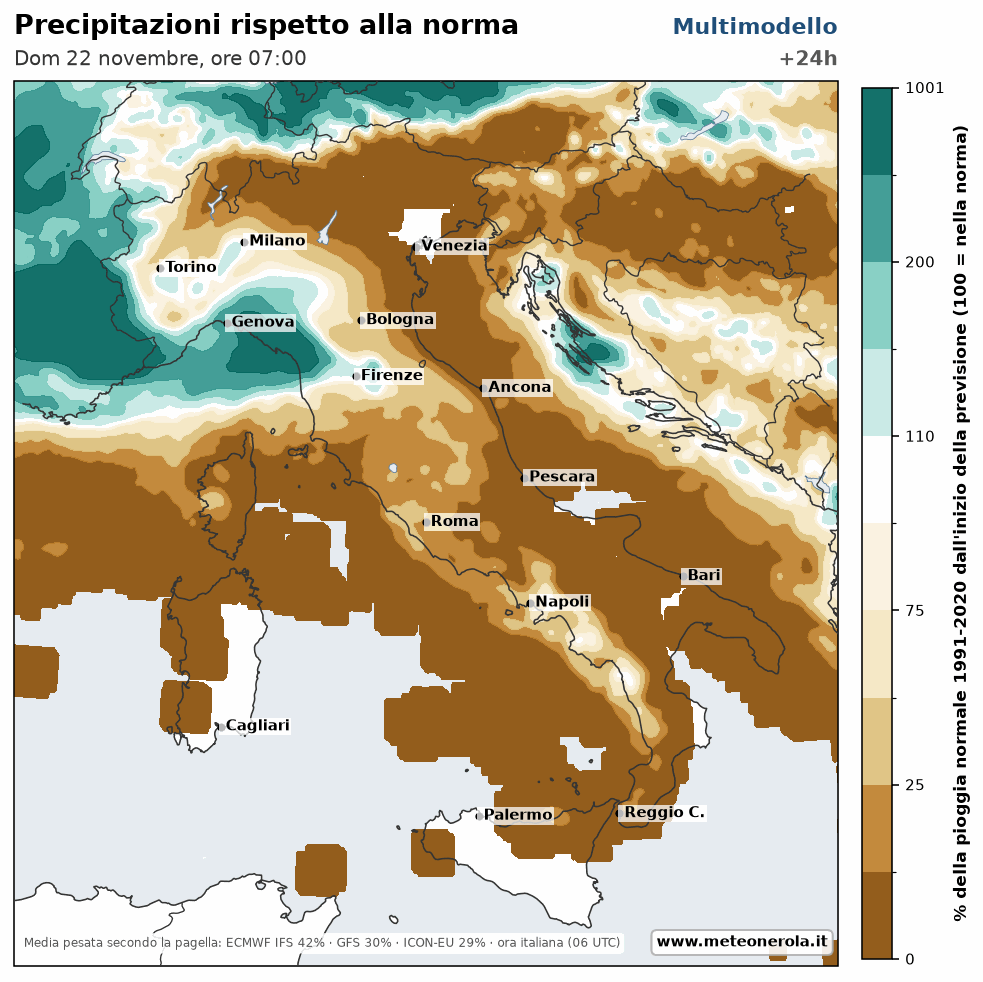 Precipitazioni rispetto alla norma
Multimodello
Dom 22 novembre, ore 07:00
+24h
1001
200
110
75
25
0
% della pioggia normale 1991-2020 dall'inizio della previsione (100 = nella norma)
Milano
Venezia
Torino
Genova
Bologna
Firenze
Ancona
Pescara
Roma
Bari
Napoli
Cagliari
Palermo
Reggio C.
Media pesata secondo la pagella: ECMWF IFS 42% · GFS 30% · ICON-EU 29% · ora italiana (06 UTC)
www.meteonerola.it